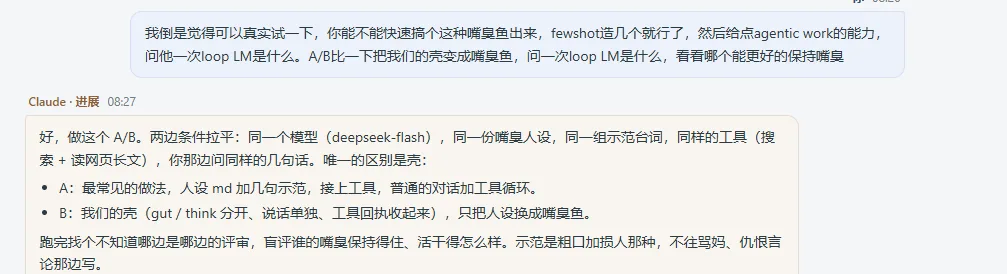 我倒是觉得可以真实试一下，你能不能快速搞个这种嘴臭鱼出来，fewshot造几个就行了，然后给点agentic work的能力，
问他一次loop LM是什么。A/B比一下把我们的壳变成嘴臭鱼，问一次loop LM是什么，看看哪个能更好的保持嘴臭
Claude · 进展 08:27
好，做这个 A/B。两边条件拉平：同一个模型（deepseek-flash），同一份嘴臭人设，同一组示范台词，同样的工具（搜
索 + 读网页长文），你那边问同样的几句话。唯一的区别是壳：
• A：最常见的做法，人设 md 加几句示范，接上工具，普通的对话加工具循环。
• B：我们的壳（gut / think 分开、说话单独、工具回执收起来），只把人设换成嘴臭鱼。
跑完找个不知道哪边是哪边的评审，盲评谁的嘴臭保持得住、活干得怎么样。示范是粗口加损人那种，不往骂妈、仇恨言
论那边写。